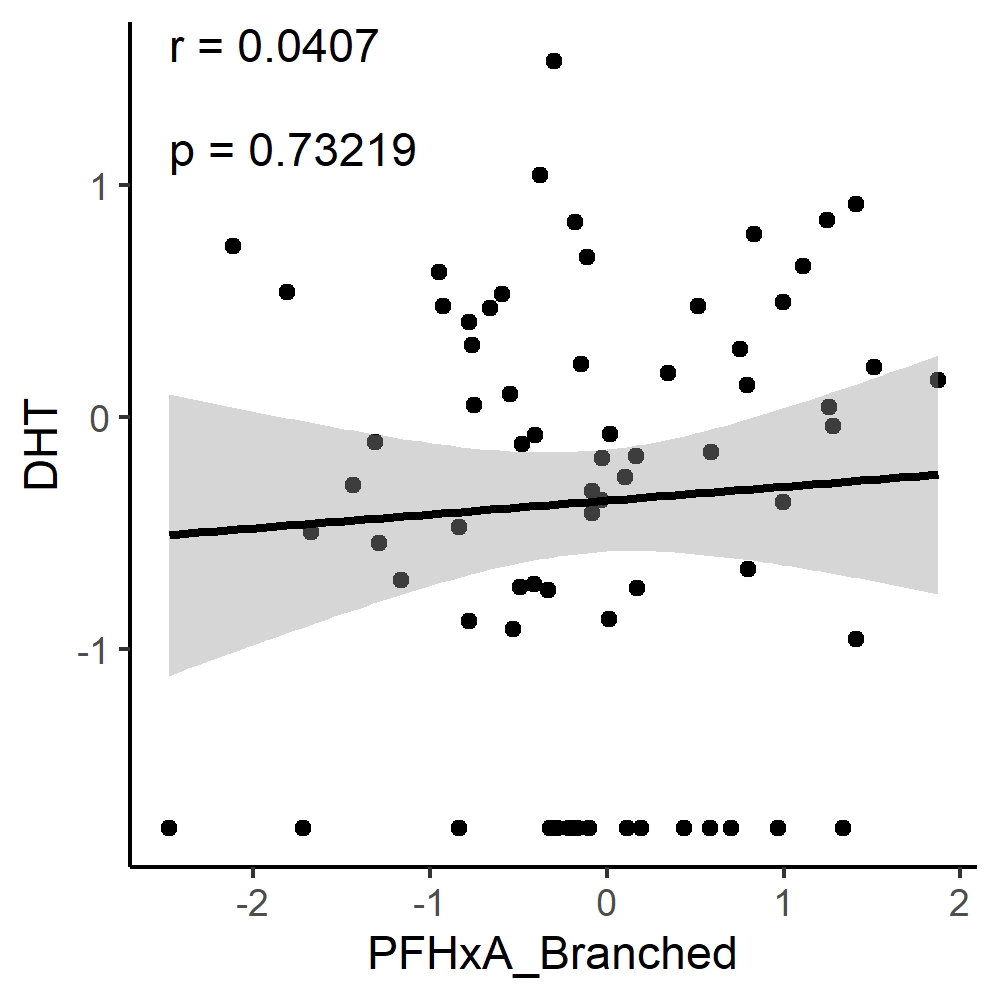 r = 0.0407
p = 0.73219
1
0
-1
DHT
-2
-1
0
1
2
PFHxA_Branched